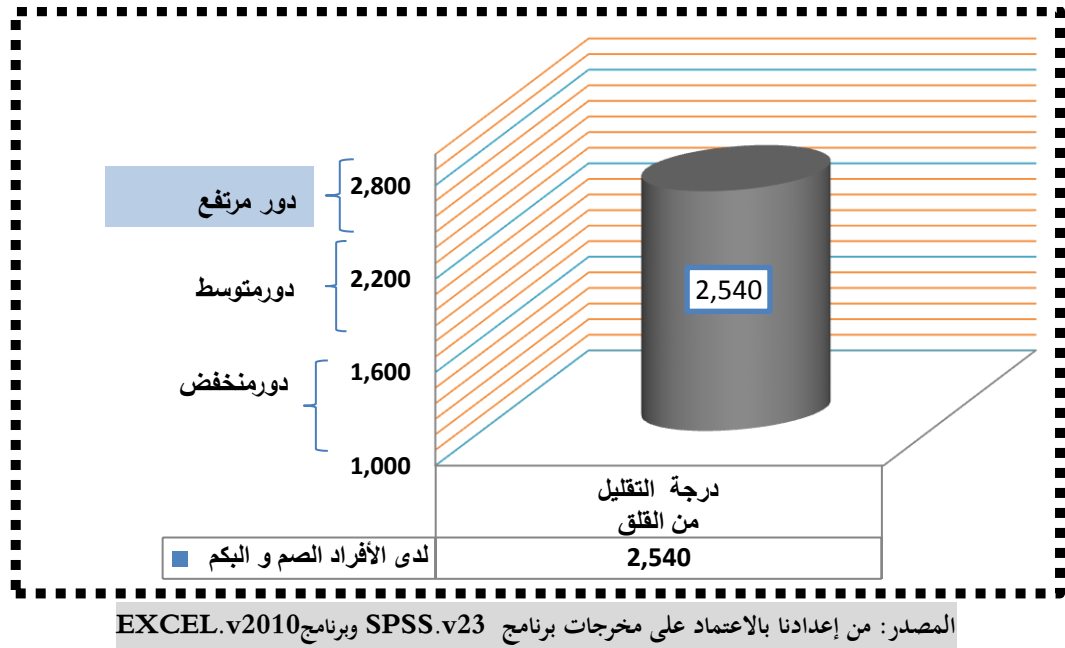 دور مرتفع
2,800
دورمتوسط
2,200
دورمنخفض
1,600
1,000
2,540
درجة التقليل
من القلق
لدى الأفراد الصم و البكم
2,540
المصدر: من إعدادنا بالاعتماد على مخرجات برنامج SPSS.v23 وبرنامجEXCEL.v2010